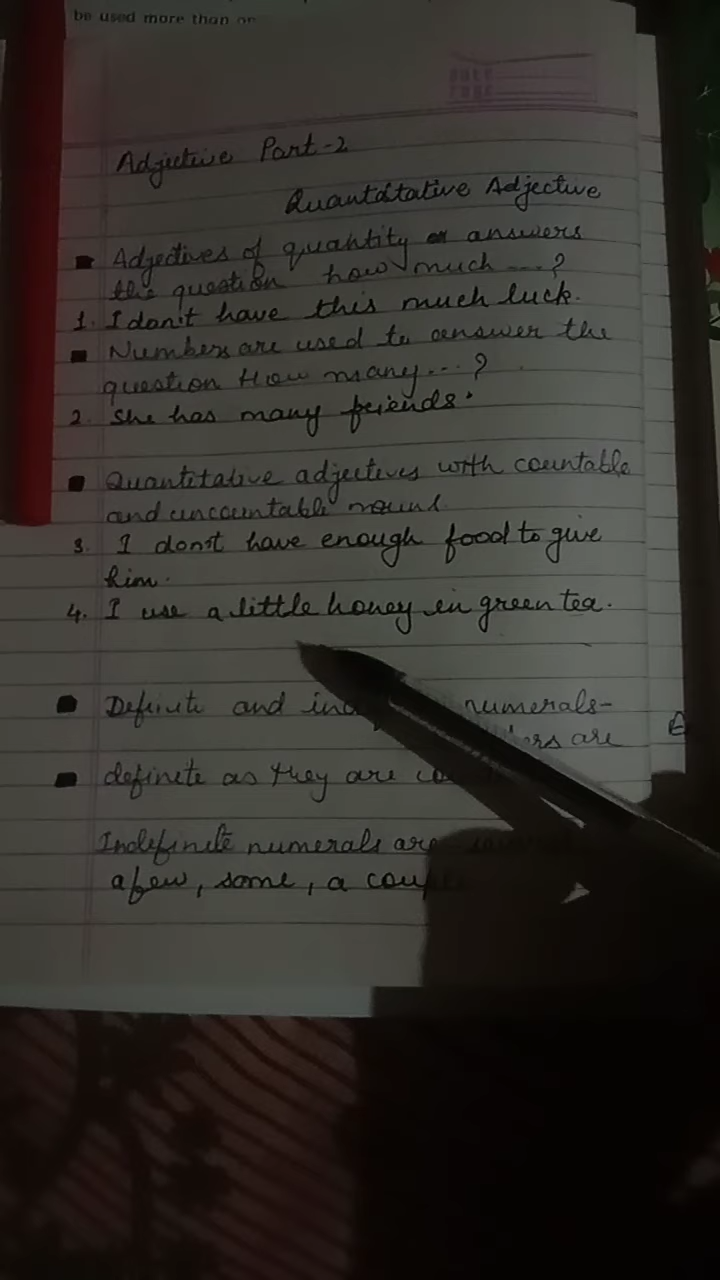 be used more than
Adjective Part-2
Quantitative Adjective
Adjectives of quantity answers
the question how much ....?
1. I don't have this much luck.
Numbers are used to answer the
question How many...?
2. She has many friends.
Quantitative adjectives with countable
and uncountable nouns.
3. I don't have enough food to give
him.
4. I use a little honey in green tea.
Definite and numerals-
are
definite as they are
Indefinite numerals are
a few, some, a